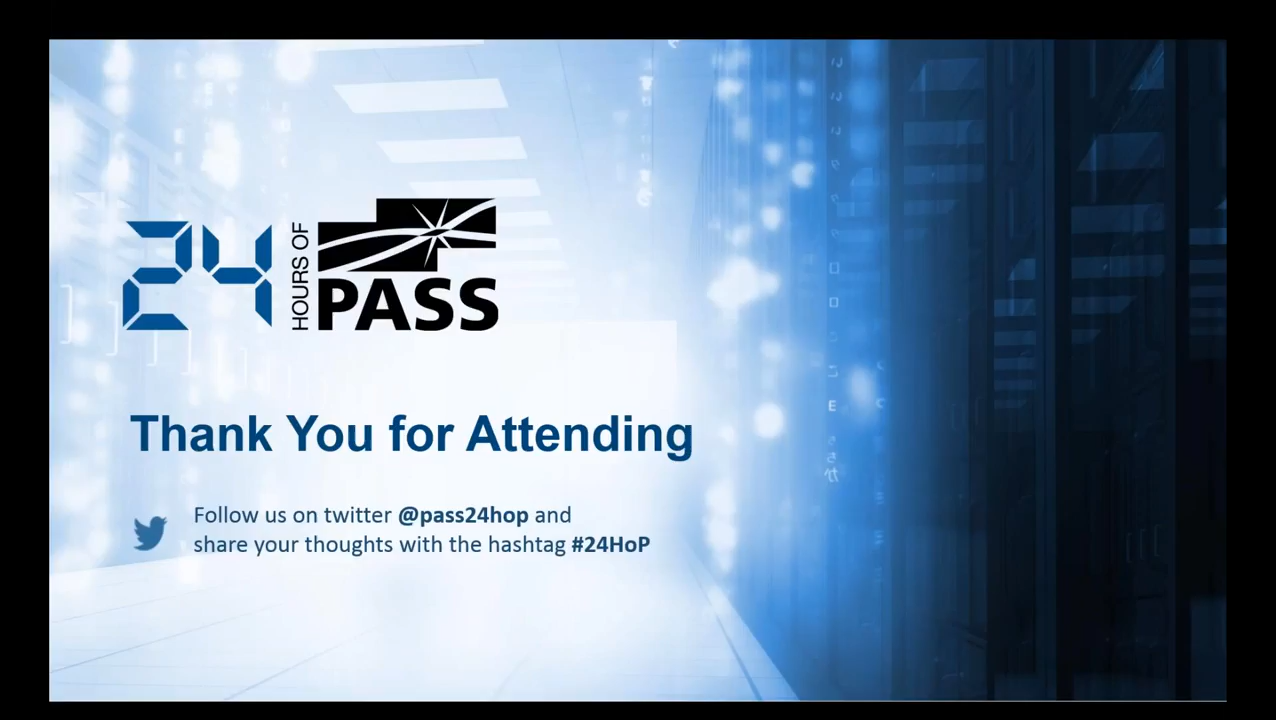 24 HOURS OF PASS
Thank You for Attending
Follow us on twitter @pass24hop and
share your thoughts with the hashtag #24HoP